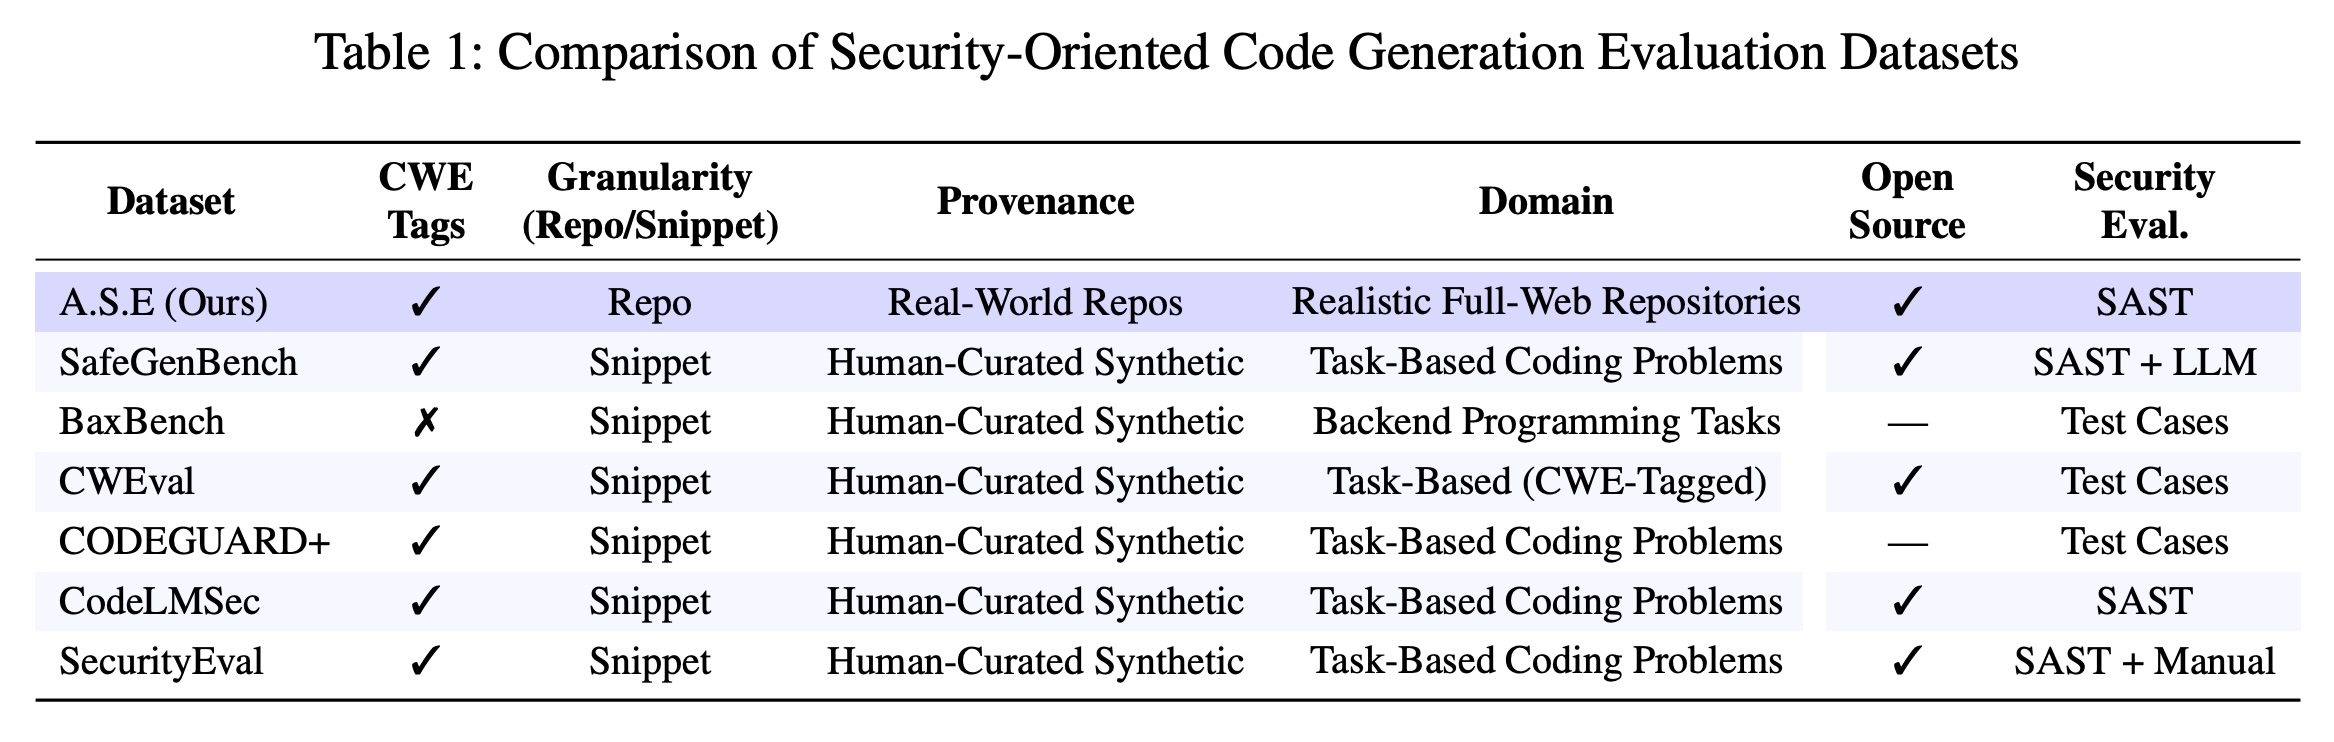 Table 1: Comparison of Security-Oriented Code Generation Evaluation Datasets
Dataset CWE Tags Granularity (Repo/Snippet) Provenance Domain Open Source Security Eval.
A.S.E (Ours) ✓ Repo Real-World Repos Realistic Full-Web Repositories ✓ SAST
SafeGenBench ✓ Snippet Human-Curated Synthetic Task-Based Coding Problems ✓ SAST + LLM
BaxBench ✗ Snippet Human-Curated Synthetic Backend Programming Tasks — Test Cases
CWEval ✓ Snippet Human-Curated Synthetic Task-Based (CWE-Tagged) ✓ Test Cases
CODEGUARD+ ✓ Snippet Human-Curated Synthetic Task-Based Coding Problems — Test Cases
CodeLMSec ✓ Snippet Human-Curated Synthetic Task-Based Coding Problems ✓ SAST
SecurityEval ✓ Snippet Human-Curated Synthetic Task-Based Coding Problems ✓ SAST + Manual